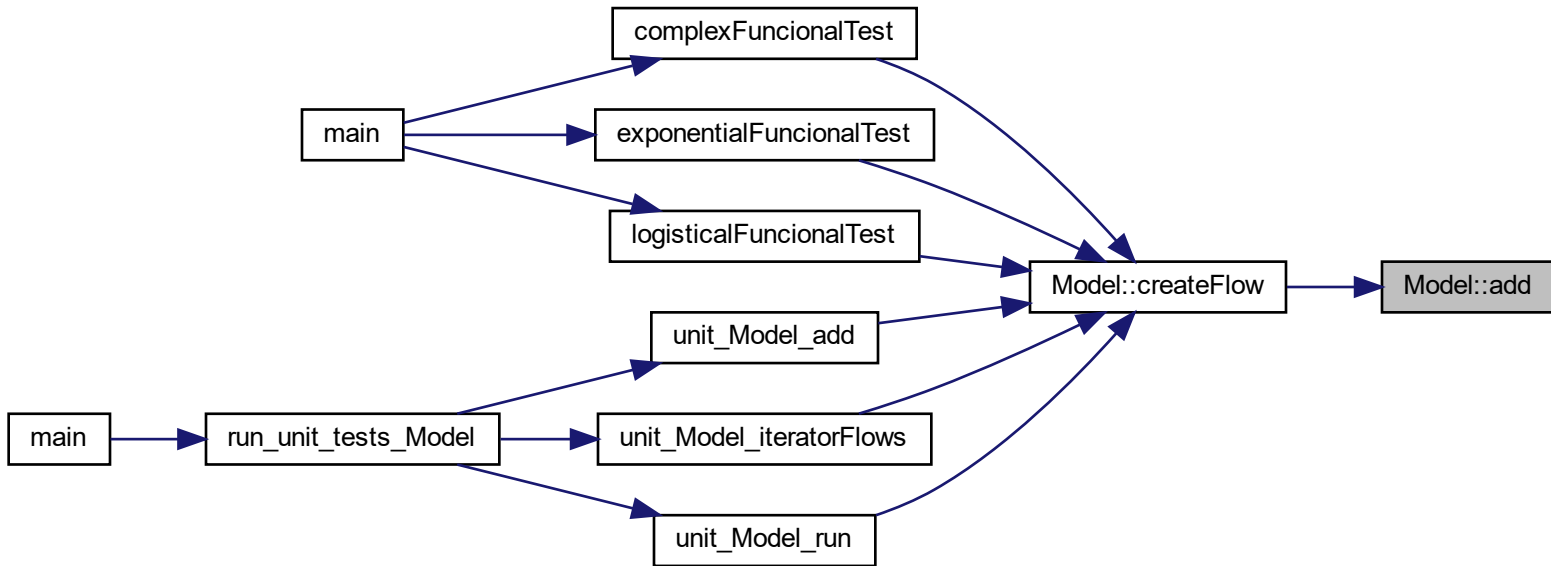 complexFuncionalTest
main
exponentialFuncionalTest
logisticalFuncionalTest
Model::createFlow
Model::add
unit_Model_add
main
run_unit_tests_Model
unit_Model_iteratorFlows
unit_Model_run